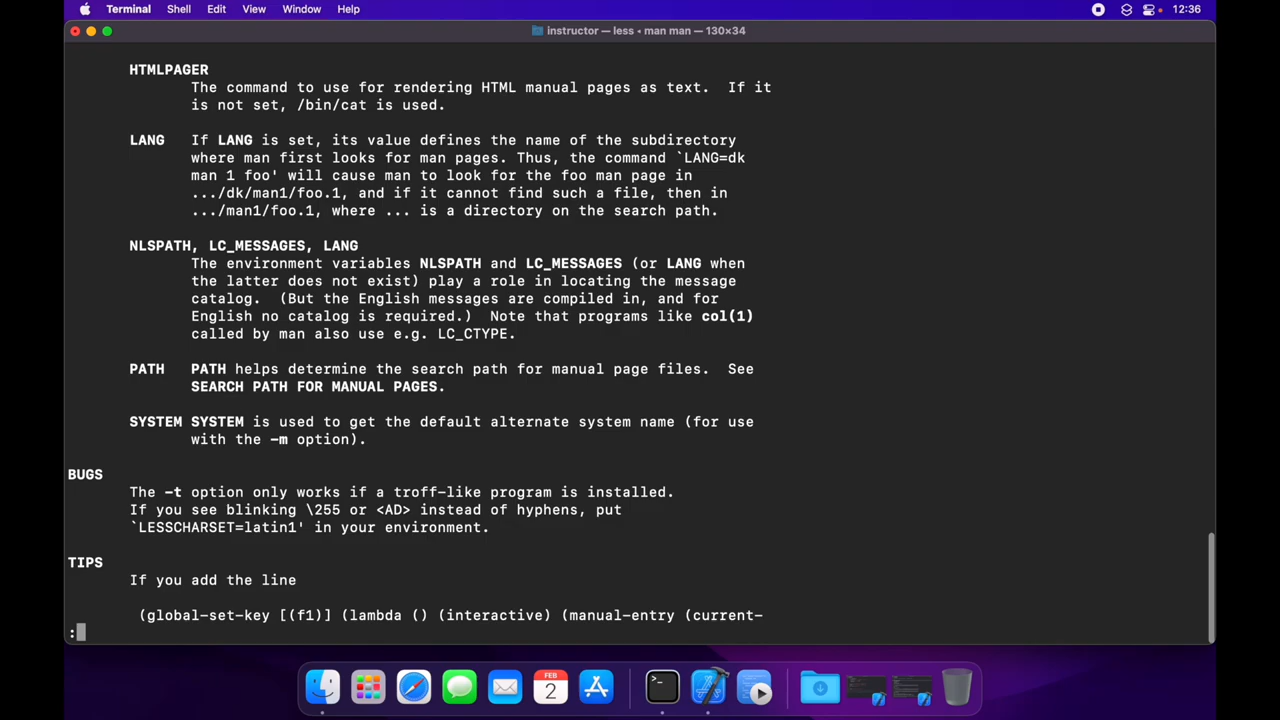 Terminal Shell Edit View Window Help 12:36
instructor — less ◂ man man — 130×34
HTMLPAGER
The command to use for rendering HTML manual pages as text.  If it
is not set, /bin/cat is used.
LANG   If LANG is set, its value defines the name of the subdirectory
where man first looks for man pages. Thus, the command `LANG=dk
man 1 foo' will cause man to look for the foo man page in
.../dk/man1/foo.1, and if it cannot find such a file, then in
.../man1/foo.1, where ... is a directory on the search path.
NLSPATH, LC_MESSAGES, LANG
The environment variables NLSPATH and LC_MESSAGES (or LANG when
the latter does not exist) play a role in locating the message
catalog.  (But the English messages are compiled in, and for
English no catalog is required.)  Note that programs like col(1)
called by man also use e.g. LC_CTYPE.
PATH   PATH helps determine the search path for manual page files.  See
SEARCH PATH FOR MANUAL PAGES.
SYSTEM SYSTEM is used to get the default alternate system name (for use
with the -m option).
BUGS
The -t option only works if a troff-like program is installed.
If you see blinking \255 or <AD> instead of hyphens, put
`LESSCHARSET=latin1' in your environment.
TIPS
If you add the line
(global-set-key [(f1)] (lambda () (interactive) (manual-entry (current-
:
FEB
2
>_